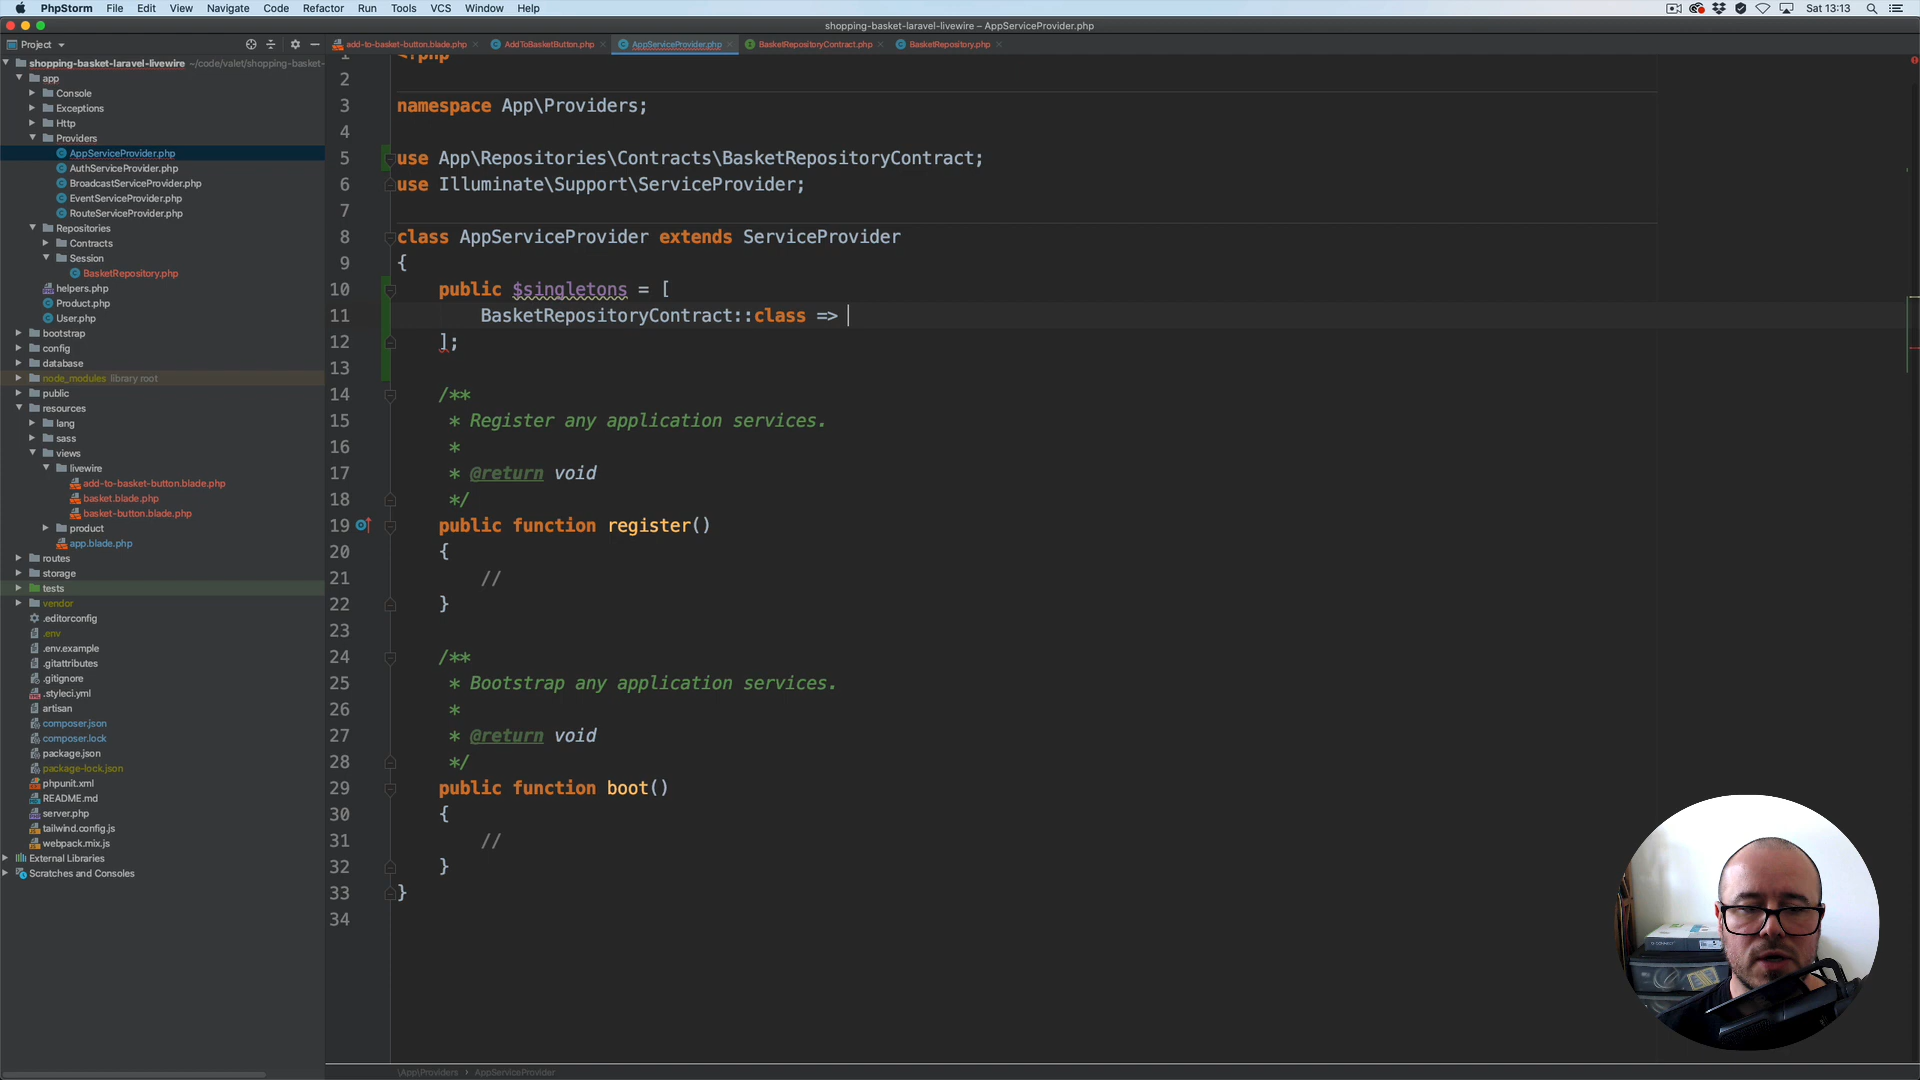 PhpStorm File Edit View Navigate Code Refactor Run Tools VCS Window Help Sat 13:13
shopping-basket-laravel-livewire – AppServiceProvider.php
Project
add-to-basket-button.blade.php AddToBasketButton.php AppServiceProvider.php BasketRepositoryContract.php BasketRepository.php
shopping-basket-laravel-livewire ~/code/valet/shopping-basket-
app
Console
Exceptions
Http
Providers
AppServiceProvider.php
AuthServiceProvider.php
BroadcastServiceProvider.php
EventServiceProvider.php
RouteServiceProvider.php
Repositories
Contracts
Session
BasketRepository.php
helpers.php
Product.php
User.php
bootstrap
config
database
node_modules library root
public
resources
lang
sass
views
livewire
add-to-basket-button.blade.php
basket.blade.php
basket-button.blade.php
product
app.blade.php
routes
storage
tests
vendor
.editorconfig
.env
.env.example
.gitattributes
.gitignore
.styleci.yml
artisan
composer.json
composer.lock
package.json
package-lock.json
phpunit.xml
README.md
server.php
tailwind.config.js
webpack.mix.js
External Libraries
Scratches and Consoles
1 <?php
2
3 namespace App\Providers;
4
5 use App\Repositories\Contracts\BasketRepositoryContract;
6 use Illuminate\Support\ServiceProvider;
7
8 class AppServiceProvider extends ServiceProvider
9 {
10 public $singletons = [
11 BasketRepositoryContract::class =>
12 ];
13
14 /**
15 * Register any application services.
16 *
17 * @return void
18 */
19 public function register()
20 {
21 //
22 }
23
24 /**
25 * Bootstrap any application services.
26 *
27 * @return void
28 */
29 public function boot()
30 {
31 //
32 }
33 }
34
\App\Providers › AppServiceProvider